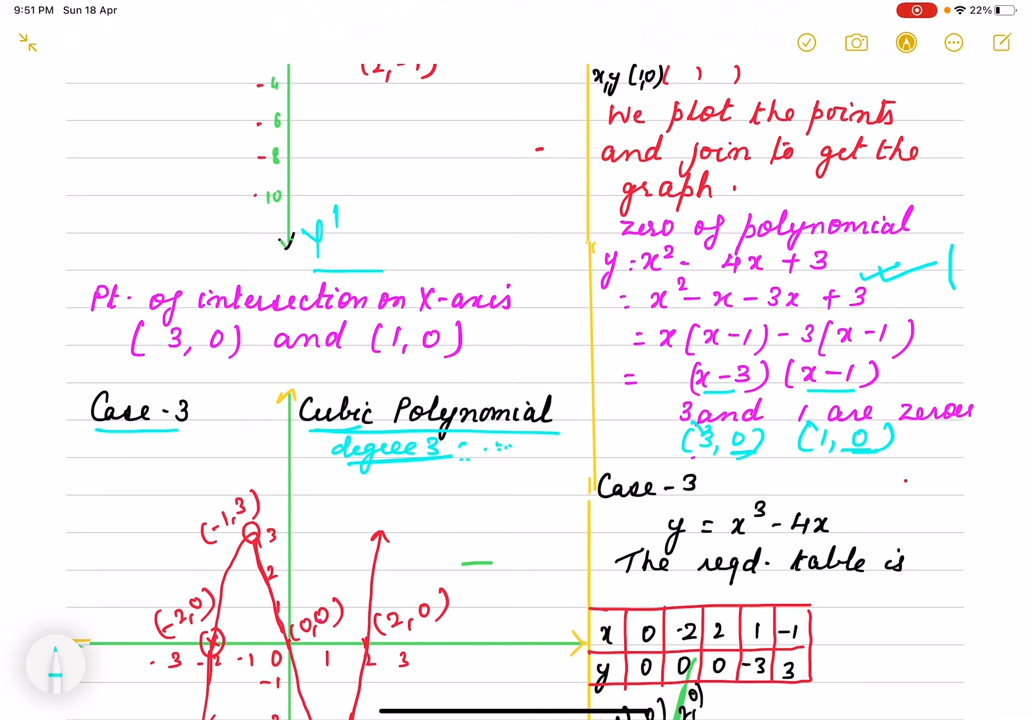 9:51 PM Sun 18 Apr
22%
(2,-1)
- 4
- 6
- 8
10
y1
Pt. of intersection on X-axis
(3, 0) and (1, 0)
x,y (1,0) ( , )
We plot the points
and join to get the
graph.
zero of polynomial
y = x² - 4x + 3
= x² - x - 3x + 3
= x(x-1) - 3(x-1)
= (x-3) (x-1)
3 and 1 are zeroes
(3, 0) (1, 0)
Case-3 Cubic Polynomial
degree 3
(-1,3)
3
2
1
(-2,0) (0,0) (2,0)
-3 -2 -1 0 1 2 3
-1
Case-3
y = x³ - 4x
The reqd. table is
x 0 -2 2 1 -1
y 0 0 0 -3 3